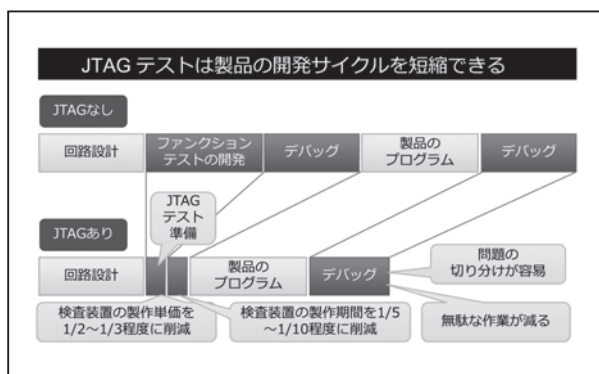 JTAG テストは製品の開発サイクルを短縮できる
JTAGなし
回路設計
ファンクション
テストの開発
デバッグ
製品の
プログラム
デバッグ
JTAG
テスト
準備
JTAGあり
回路設計
製品の
プログラム
デバッグ
問題の
切り分けが容易
検査装置の製作単価を
1/2～1/3程度に削減
検査装置の製作期間を1/5
～1/10程度に削減
無駄な作業が減る